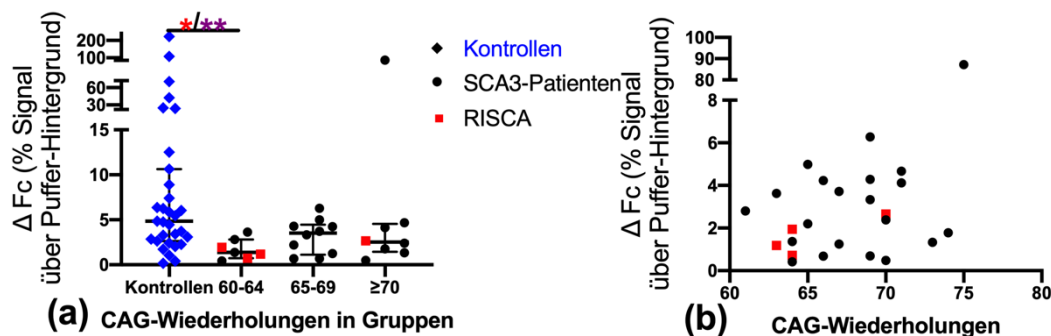 Δ Fc (% Signal
über Puffer-Hintergrund)
*/**
200
100
60
30
15
10
5
0
Kontrollen
60-64
65-69
≥70
(a)
CAG-Wiederholungen in Gruppen
Kontrollen
SCA3-Patienten
RISCA
Δ Fc (% Signal
über Puffer-Hintergrund)
100
90
80
8
6
4
2
0
60
65
70
75
80
(b)
CAG-Wiederholungen